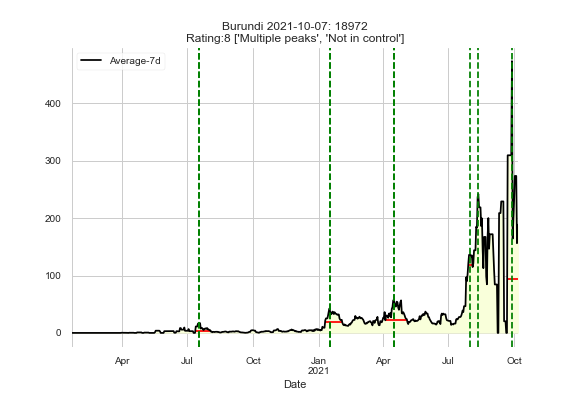 Burundi 2021-10-07: 18972
Rating:8 ['Multiple peaks', 'Not in control']
Average-7d
400
300
200
100
0
Apr Jul Oct Jan Apr Jul Oct
2021
Date